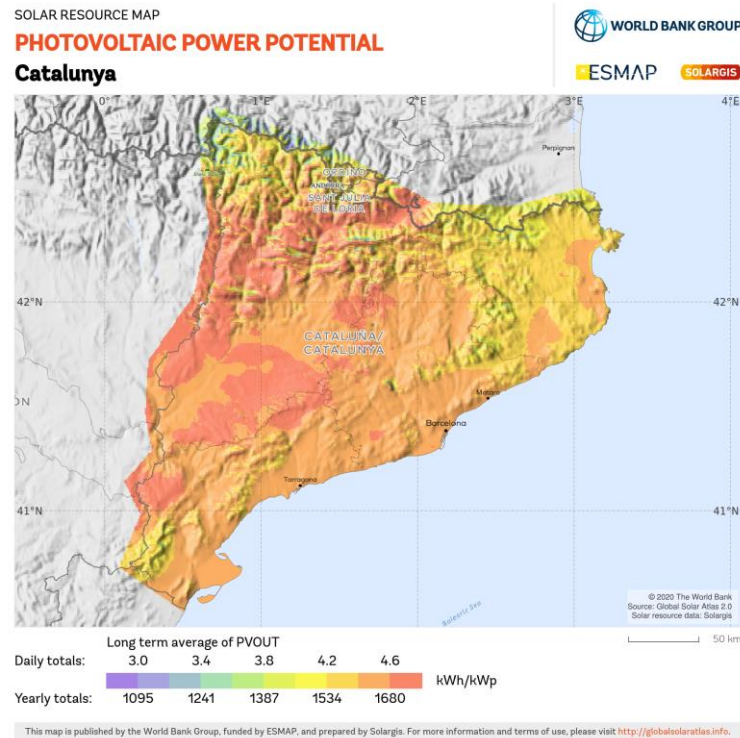 SOLAR RESOURCE MAP
PHOTOVOLTAIC POWER POTENTIAL
Catalunya
WORLD BANK GROUP
ESMAP SOLARGIS
0° 1°E 2°E 3°E 4°E
Perpignan
ORDINO
ANDORRA
SANT JULIÀ
DE LÒRIA
42°N 42°N
CATALUÑA/
CATALUNYA
ON
Mataró
Barcelona
Tarragona
41°N 41°N
Balearic Sea
© 2020 The World Bank
Source: Global Solar Atlas 2.0
Solar resource data: Solargis
50 km
Long term average of PVOUT
Daily totals: 3.0 3.4 3.8 4.2 4.6
kWh/kWp
Yearly totals: 1095 1241 1387 1534 1680
This map is published by the World Bank Group, funded by ESMAP, and prepared by Solargis. For more information and terms of use, please visit http://globalsolaratlas.info.